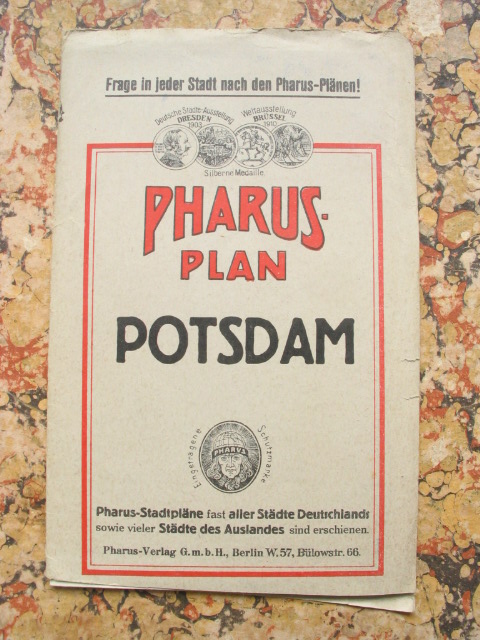 Frage in jeder Stadt nach den Pharus-Plänen!
Deutsche Städte-Ausstellung
DRESDEN
1903
Weltausstellung
BRÜSSEL
1910
Silberne Medaille.
PHARUS-
PLAN
POTSDAM
Eingetragene Schutzmarke
PHARUS
Pharus-Stadtpläne fast aller Städte Deutschlands
sowie vieler Städte des Auslandes sind erschienen.
Pharus-Verlag G.m.b.H., Berlin W.57, Bülowstr. 66.